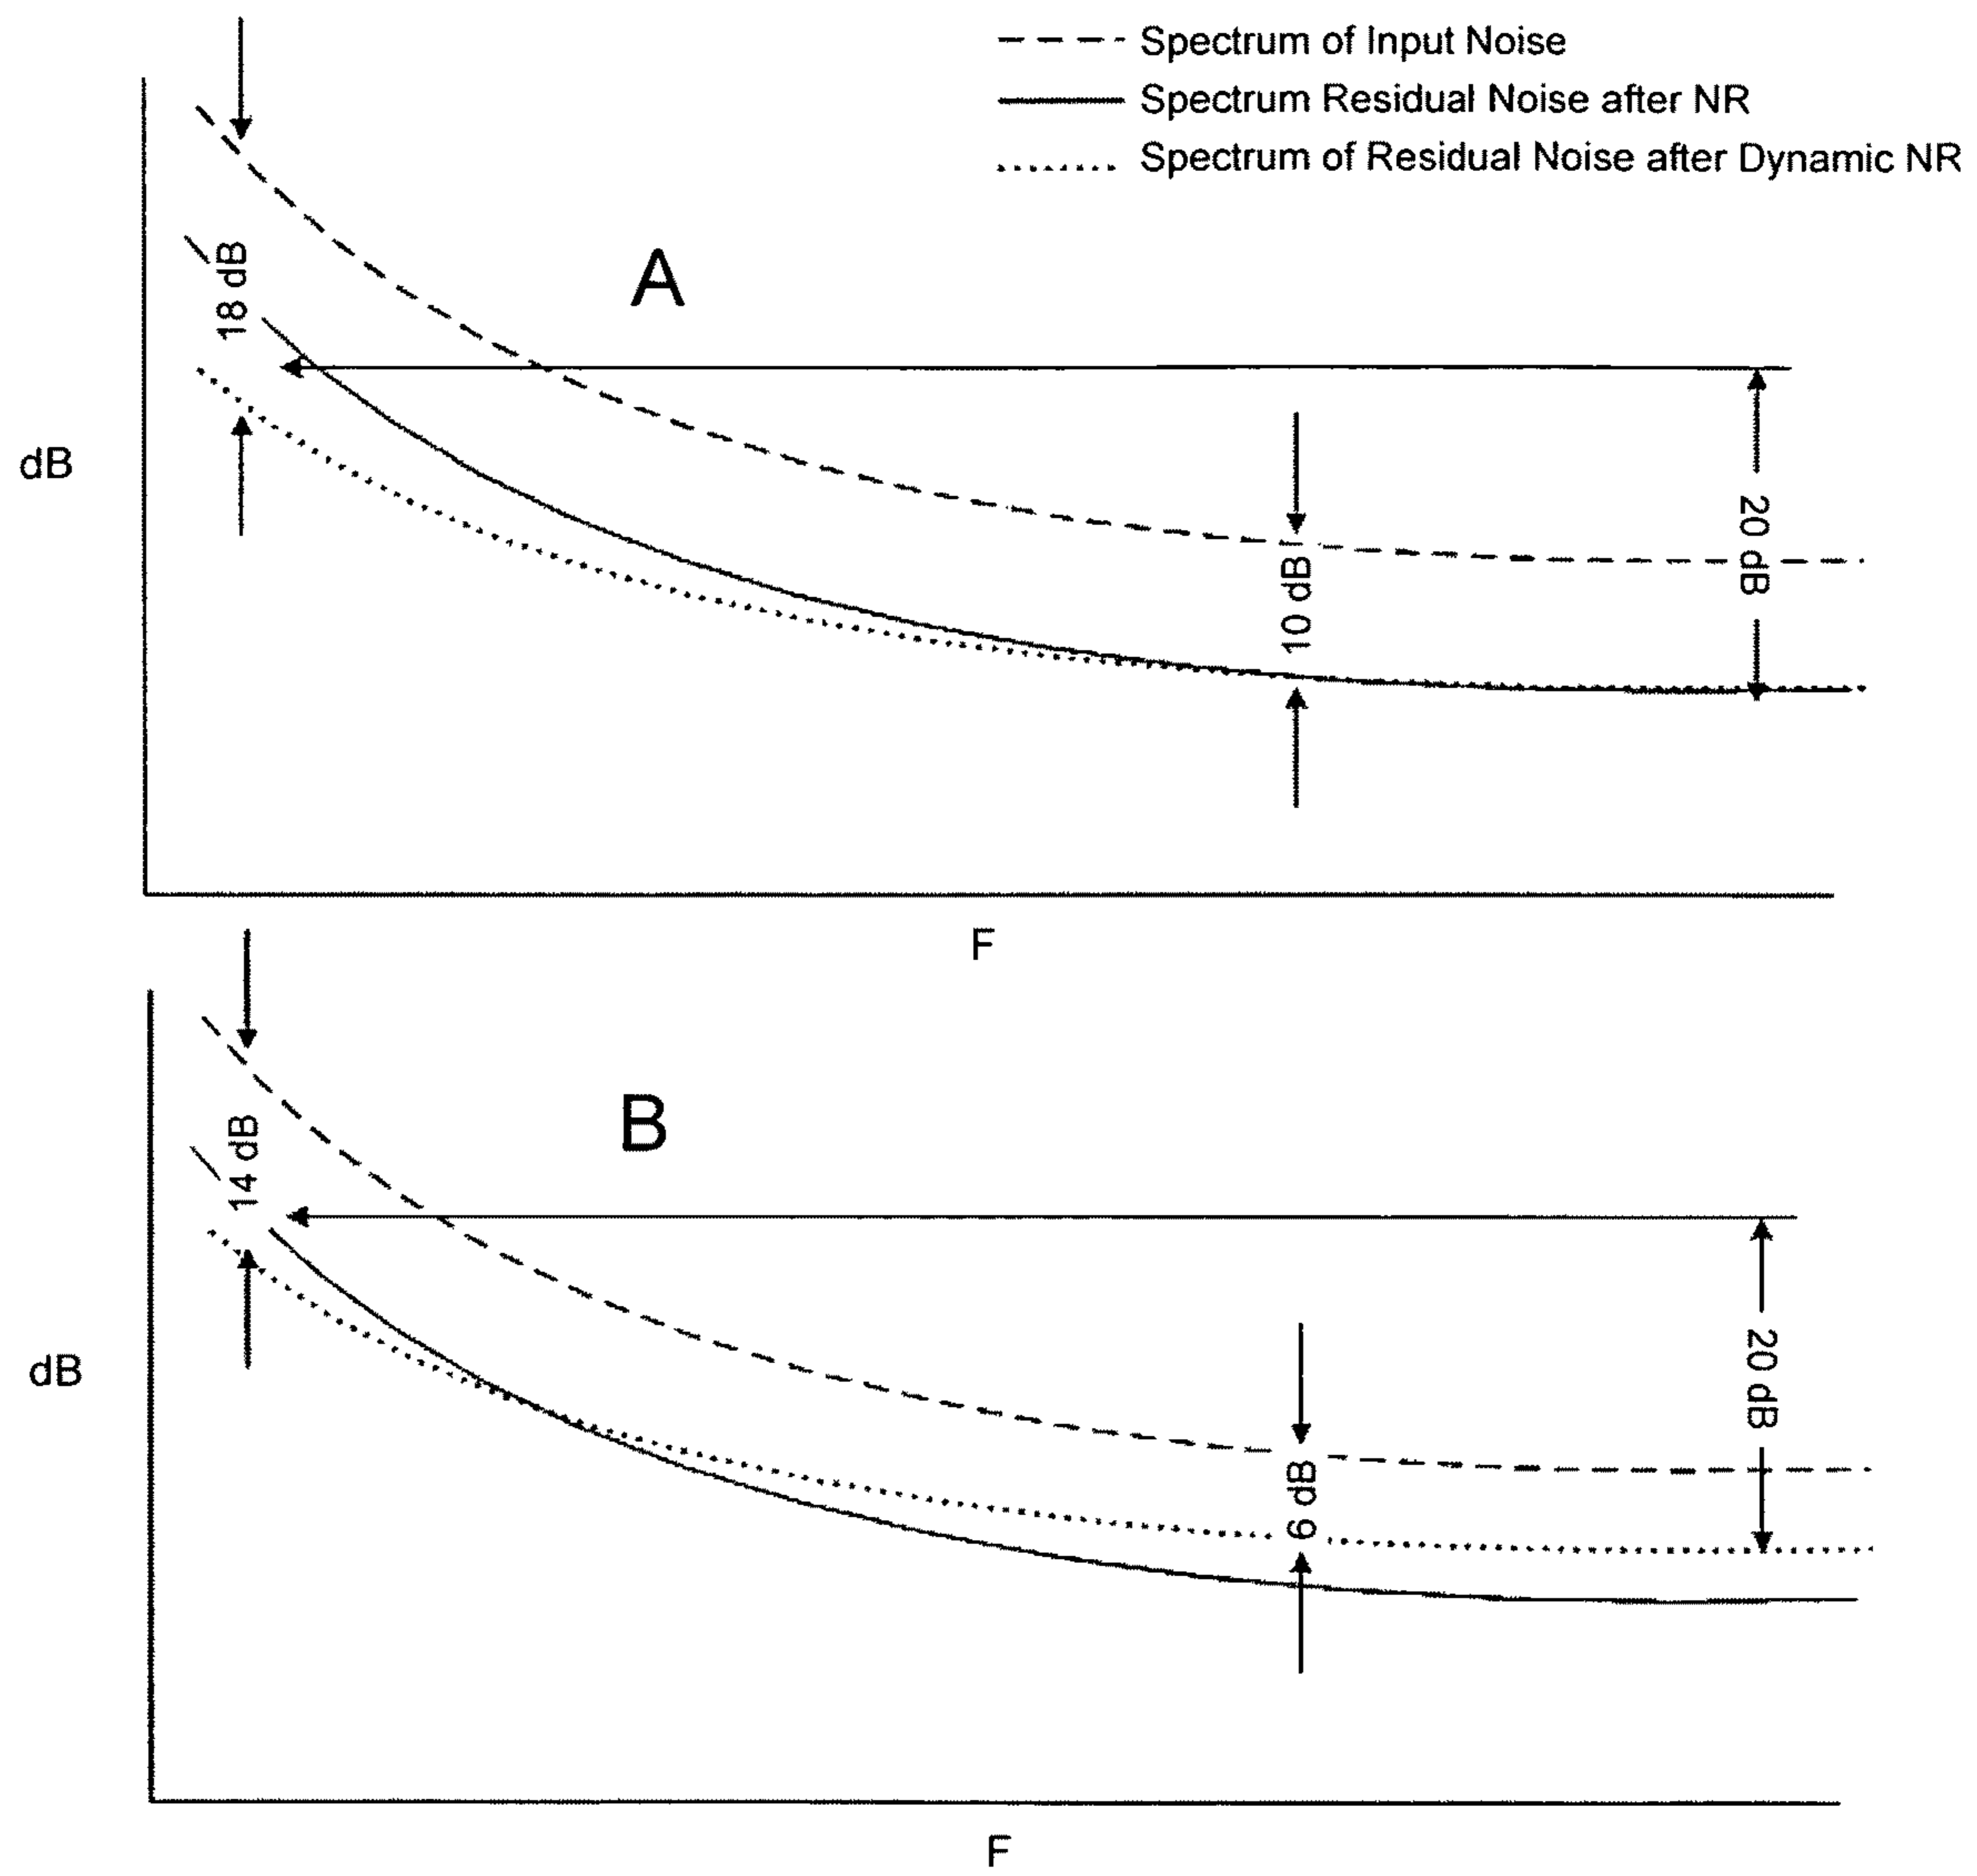 Spectrum of Input Noise
Spectrum Residual Noise after NR
Spectrum of Residual Noise after Dynamic NR
A
18 dB
dB
10 dB
20 dB
F
B
14 dB
dB
6 dB
20 dB
F